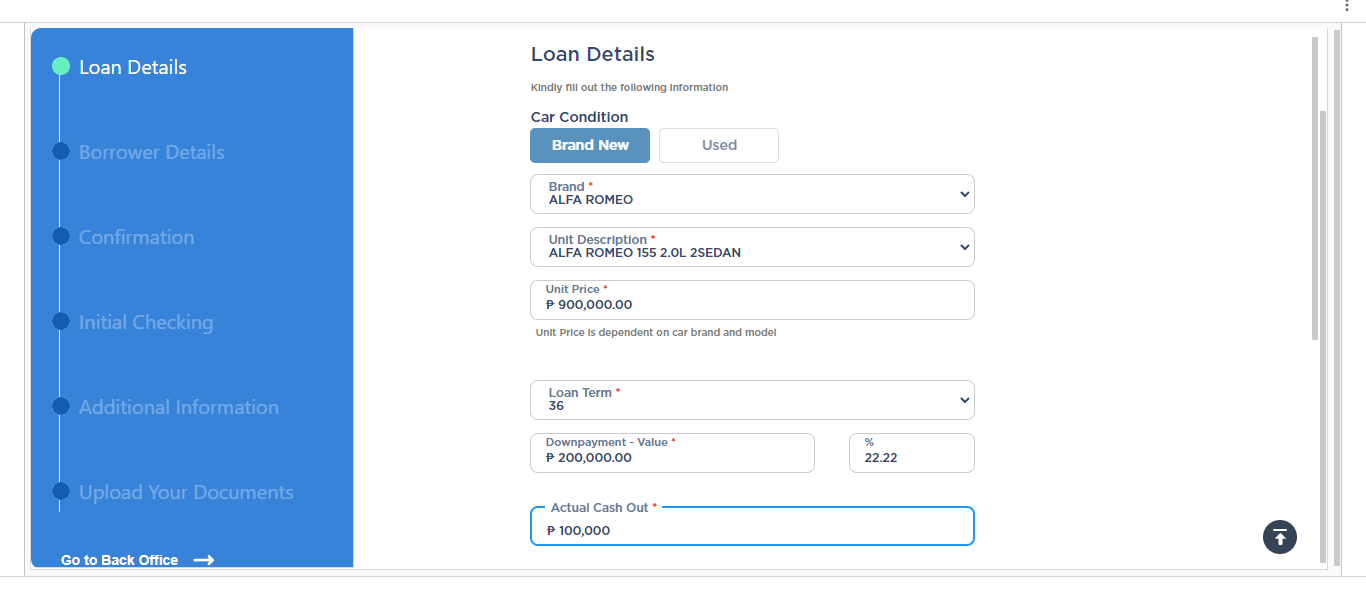 Loan Details
Borrower Details
Confirmation
Initial Checking
Additional Information
Upload Your Documents
Go to Back Office
Loan Details
Kindly fill out the following information
Car Condition
Brand New
Used
Brand *
ALFA ROMEO
Unit Description *
ALFA ROMEO 155 2.0L 2SEDAN
Unit Price *
₱ 900,000.00
Unit Price is dependent on car brand and model
Loan Term *
36
Downpayment - Value *
₱ 200,000.00
%
22.22
Actual Cash Out *
₱ 100,000